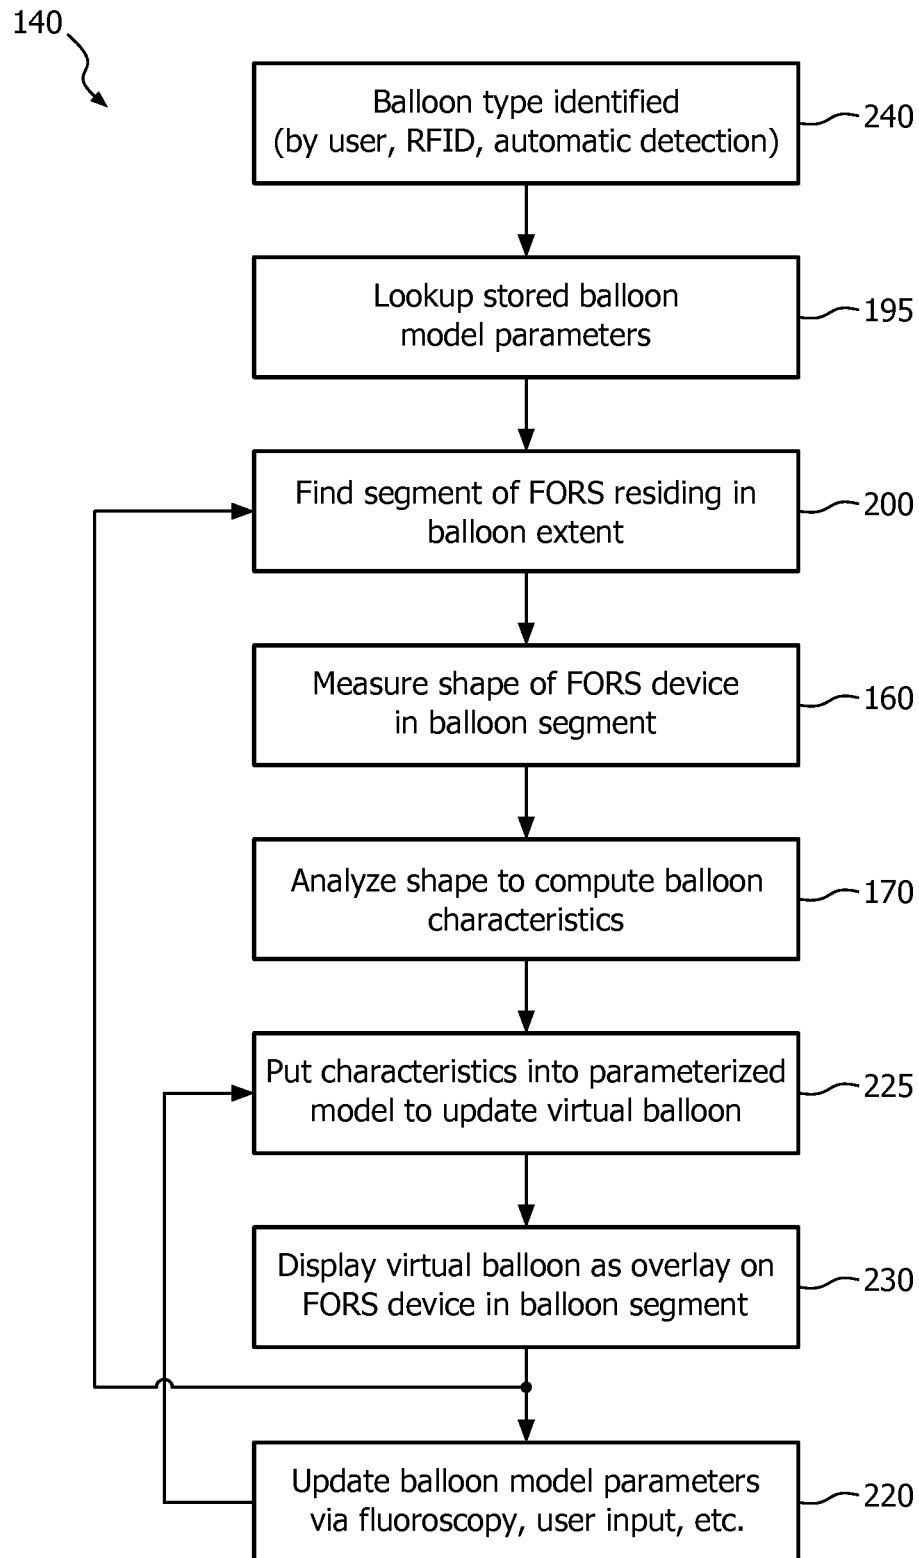 140
Balloon type identified
(by user, RFID, automatic detection)
240
Lookup stored balloon
model parameters
195
Find segment of FORS residing in
balloon extent
200
Measure shape of FORS device
in balloon segment
160
Analyze shape to compute balloon
characteristics
170
Put characteristics into parameterized
model to update virtual balloon
225
Display virtual balloon as overlay on
FORS device in balloon segment
230
Update balloon model parameters
via fluoroscopy, user input, etc.
220